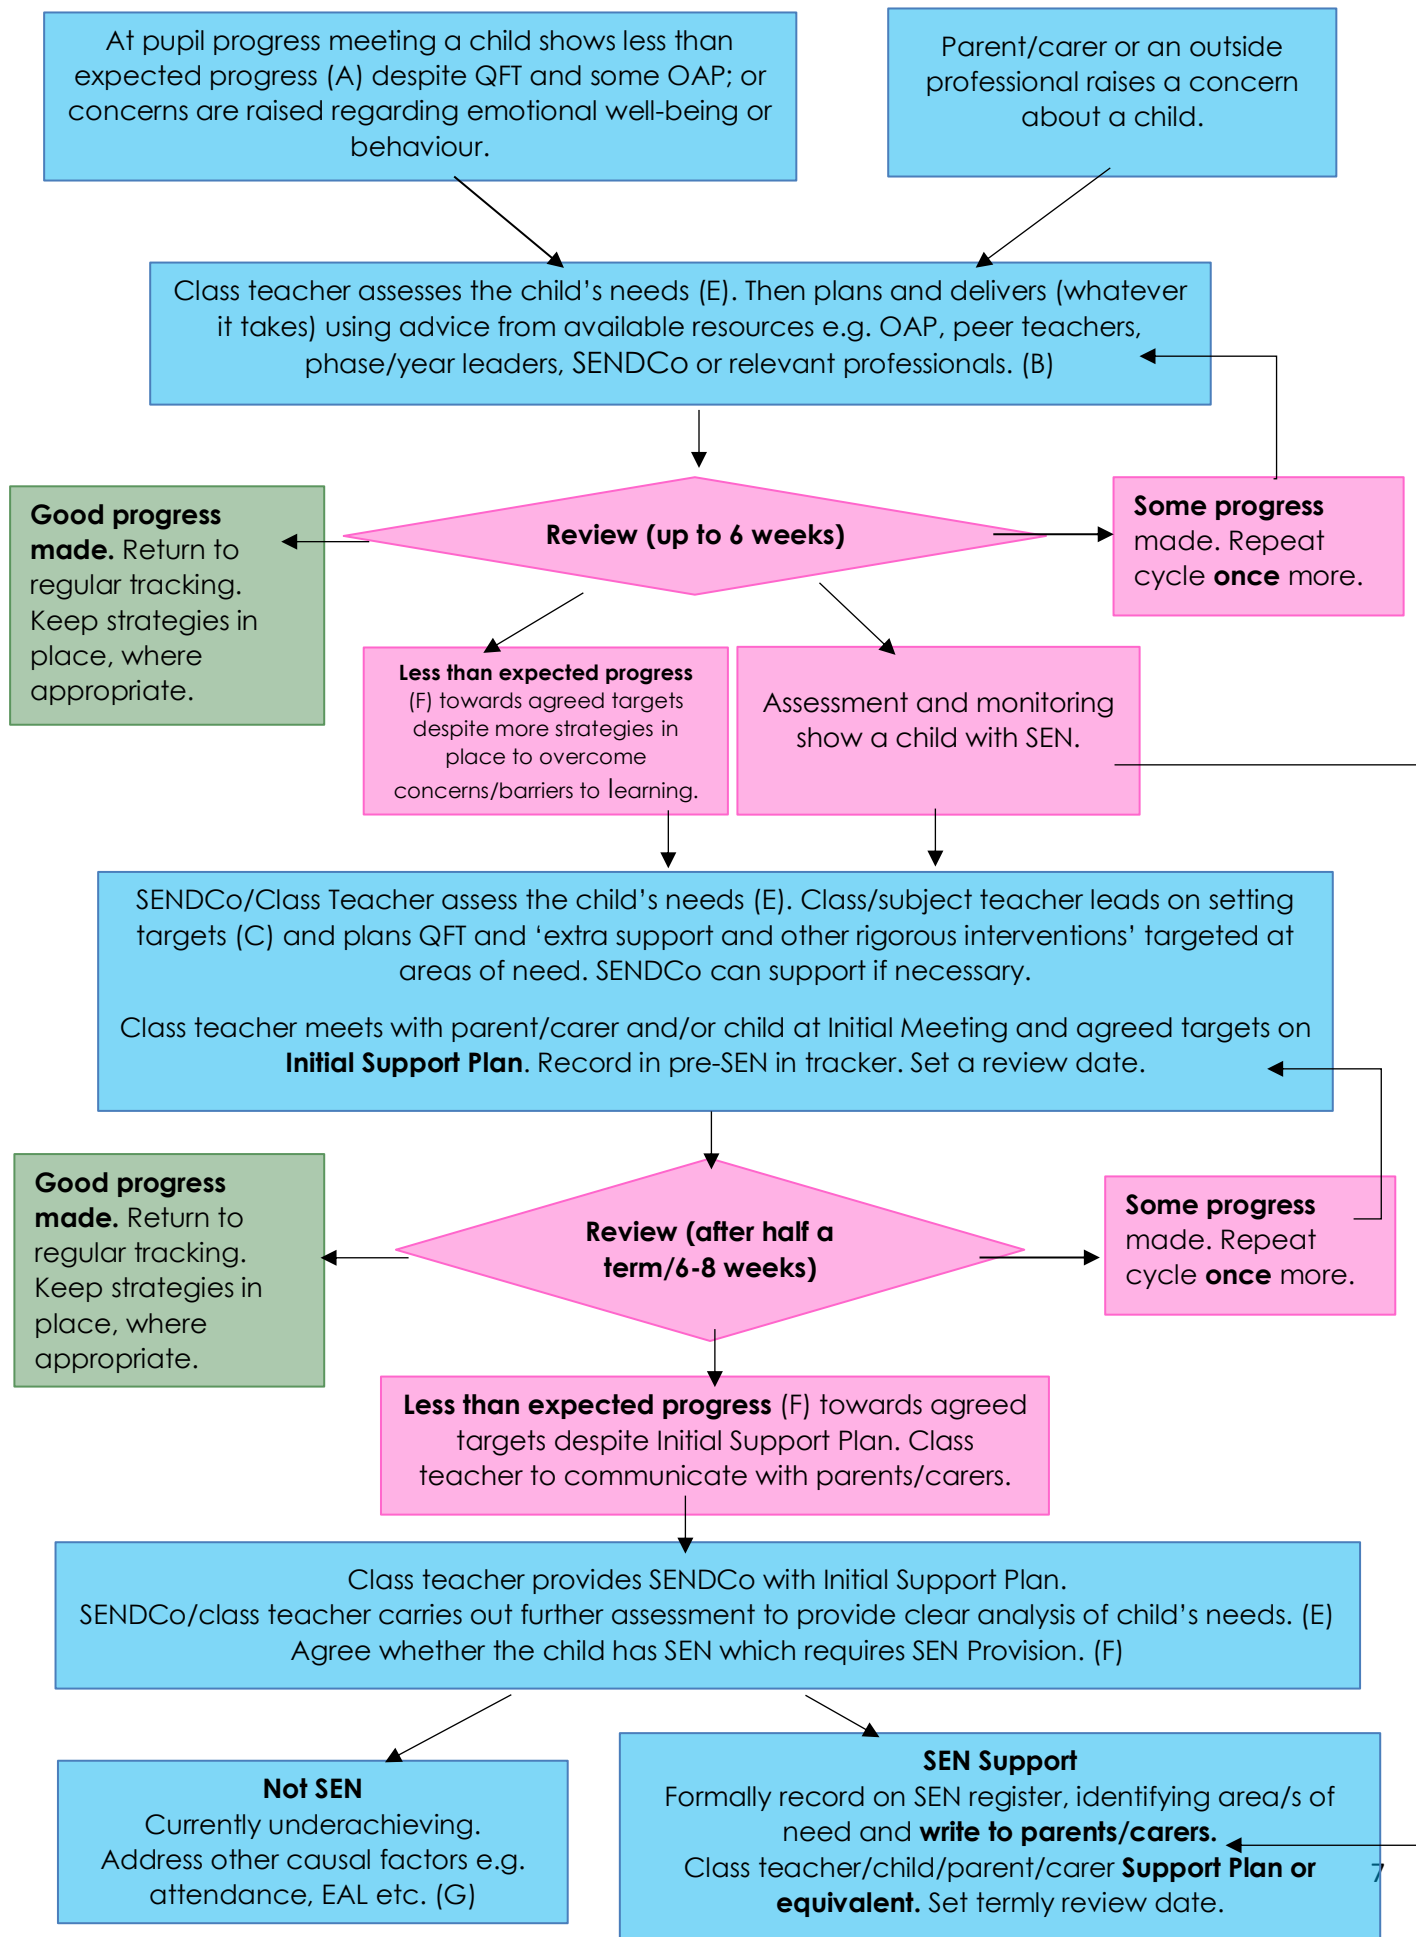 At pupil progress meeting a child shows less than
expected progress (A) despite QFT and some OAP; or
concerns are raised regarding emotional well-being or
behaviour.
Parent/carer or an outside
professional raises a concern
about a child.
Class teacher assesses the child’s needs (E). Then plans and delivers (whatever
it takes) using advice from available resources e.g. OAP, peer teachers,
phase/year leaders, SENDCo or relevant professionals. (B)
Good progress
made. Return to
regular tracking.
Keep strategies in
place, where
appropriate.
Review (up to 6 weeks)
Some progress
made. Repeat
cycle once more.
Less than expected progress
(F) towards agreed targets
despite more strategies in
place to overcome
concerns/barriers to learning.
Assessment and monitoring
show a child with SEN.
SENDCo/Class Teacher assess the child’s needs (E). Class/subject teacher leads on setting
targets (C) and plans QFT and ‘extra support and other rigorous interventions’ targeted at
areas of need. SENDCo can support if necessary.
Class teacher meets with parent/carer and/or child at Initial Meeting and agreed targets on
Initial Support Plan. Record in pre-SEN in tracker. Set a review date.
Good progress
made. Return to
regular tracking.
Keep strategies in
place, where
appropriate.
Review (after half a
term/6-8 weeks)
Some progress
made. Repeat
cycle once more.
Less than expected progress (F) towards agreed
targets despite Initial Support Plan. Class
teacher to communicate with parents/carers.
Class teacher provides SENDCo with Initial Support Plan.
SENDCo/class teacher carries out further assessment to provide clear analysis of child’s needs. (E)
Agree whether the child has SEN which requires SEN Provision. (F)
Not SEN
Currently underachieving.
Address other causal factors e.g.
attendance, EAL etc. (G)
SEN Support
Formally record on SEN register, identifying area/s of
need and write to parents/carers.
Class teacher/child/parent/carer Support Plan or
equivalent. Set termly review date.
7